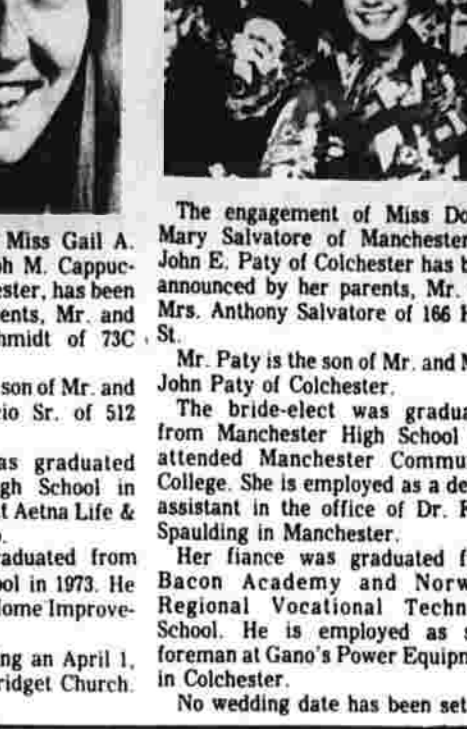 Miss Gail A.
h M. Cappuc-
ester, has been
ents, Mr. and
hmidt of 73C
son of Mr. and
io Sr. of 512
as graduated
gh School in
t Aetna Life &
raduated from
ool in 1973. He
Home Improve-
ng an April 1,
ridget Church.
The engagement of Miss Do
Mary Salvatore of Manchester
John E. Paty of Colchester has b
announced by her parents, Mr.
Mrs. Anthony Salvatore of 166 H
St.
Mr. Paty is the son of Mr. and M
John Paty of Colchester.
The bride-elect was gradua
from Manchester High School
attended Manchester Commu
College. She is employed as a de
assistant in the office of Dr. R
Spaulding in Manchester.
Her fiance was graduated f
Bacon Academy and Norw
Regional Vocational Techn
School. He is employed as s
foreman at Gano's Power Equipm
in Colchester.
No wedding date has been set